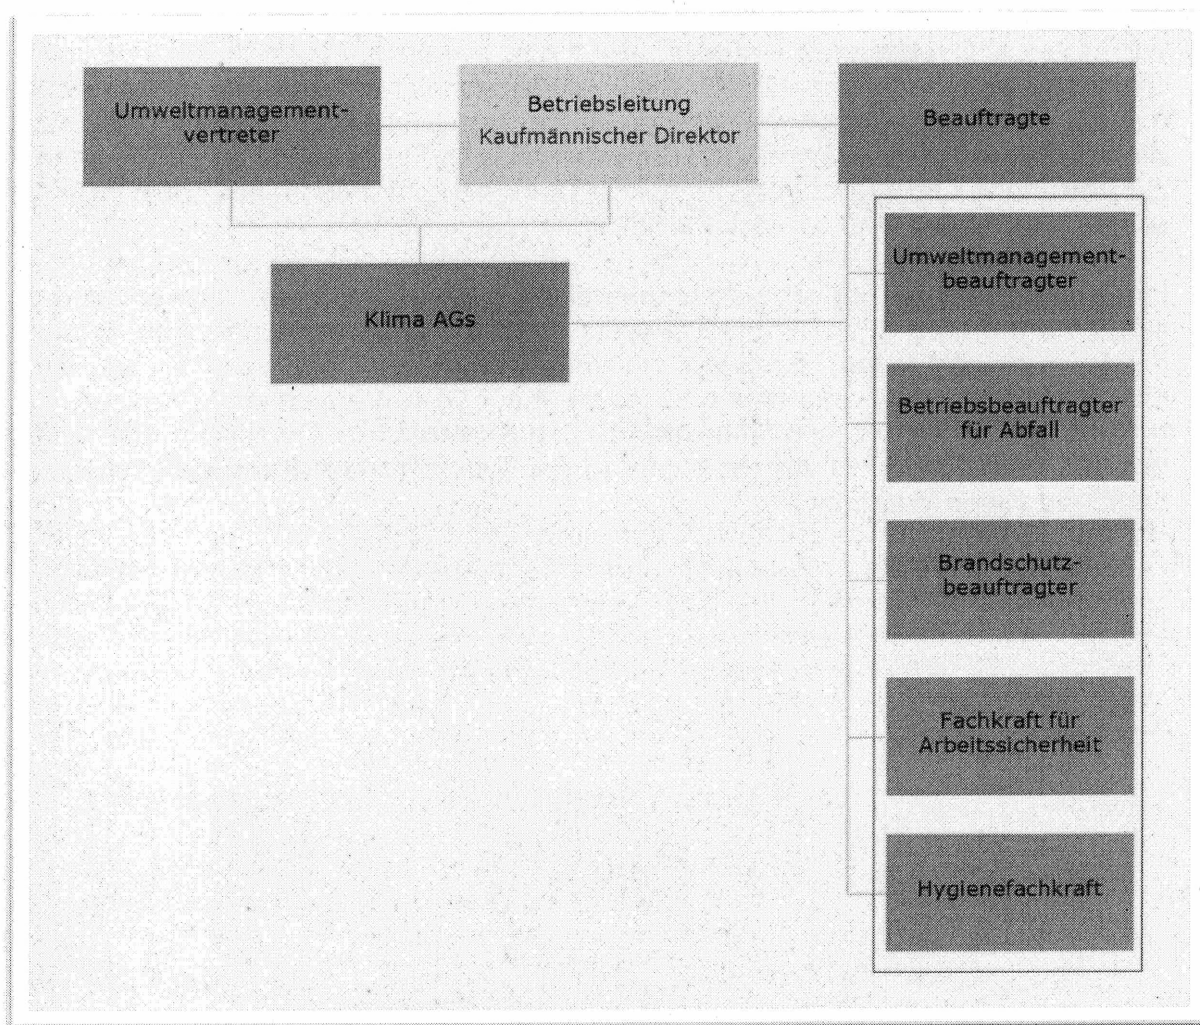 Umweltmanagement-
vertreter
Betriebsleitung
Kaufmännischer Direktor
Beauftragte
Umweltmanagement-
beauftragter
Klima AGs
Betriebsbeauftragter
für Abfall
Brandschutz-
beauftragter
Fachkraft für
Arbeitssicherheit
Hygienefachkraft